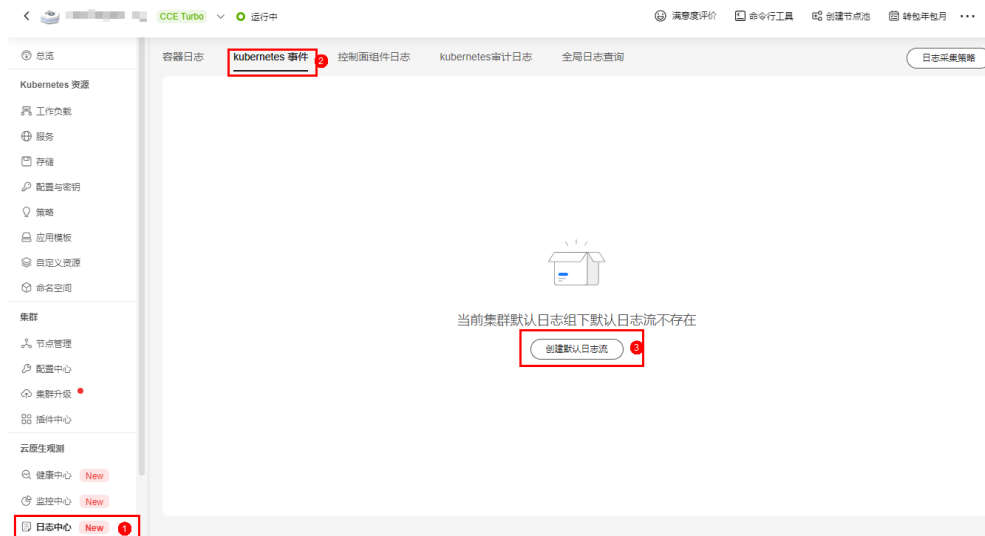 CCE Turbo 运行中 满意度评价 命令行工具 创建节点池 转包年包月
总览
Kubernetes 资源
工作负载
服务
存储
配置与密钥
策略
应用模板
自定义资源
命名空间
集群
节点管理
配置中心
集群升级
插件中心
云原生观测
健康中心 New
监控中心 New
日志中心 New 1
容器日志 kubernetes 事件 2 控制面组件日志 kubernetes审计日志 全局日志查询 日志采集策略
当前集群默认日志组下默认日志流不存在
创建默认日志流 3